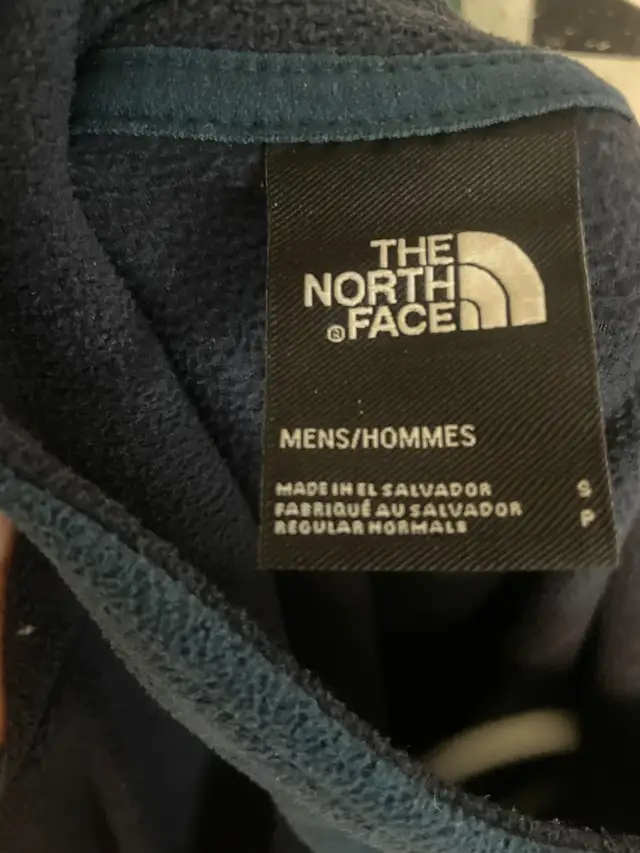 THE
NORTH
®FACE
MENS/HOMMES
MADE IN EL SALVADOR S
FABRIQUÉ AU SALVADOR P
REGULAR NORMALE